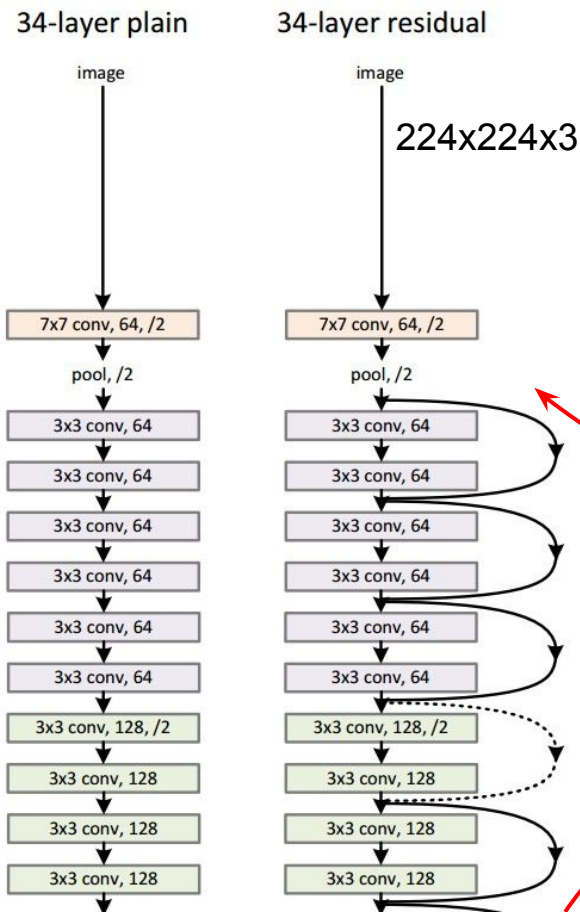 34-layer plain
34-layer residual
image
image
224x224x3
7x7 conv, 64, /2
7x7 conv, 64, /2
pool, /2
pool, /2
3x3 conv, 64
3x3 conv, 64
3x3 conv, 64
3x3 conv, 64
3x3 conv, 64
3x3 conv, 64
3x3 conv, 64
3x3 conv, 64
3x3 conv, 64
3x3 conv, 64
3x3 conv, 64
3x3 conv, 64
3x3 conv, 128, /2
3x3 conv, 128, /2
3x3 conv, 128
3x3 conv, 128
3x3 conv, 128
3x3 conv, 128
3x3 conv, 128
3x3 conv, 128